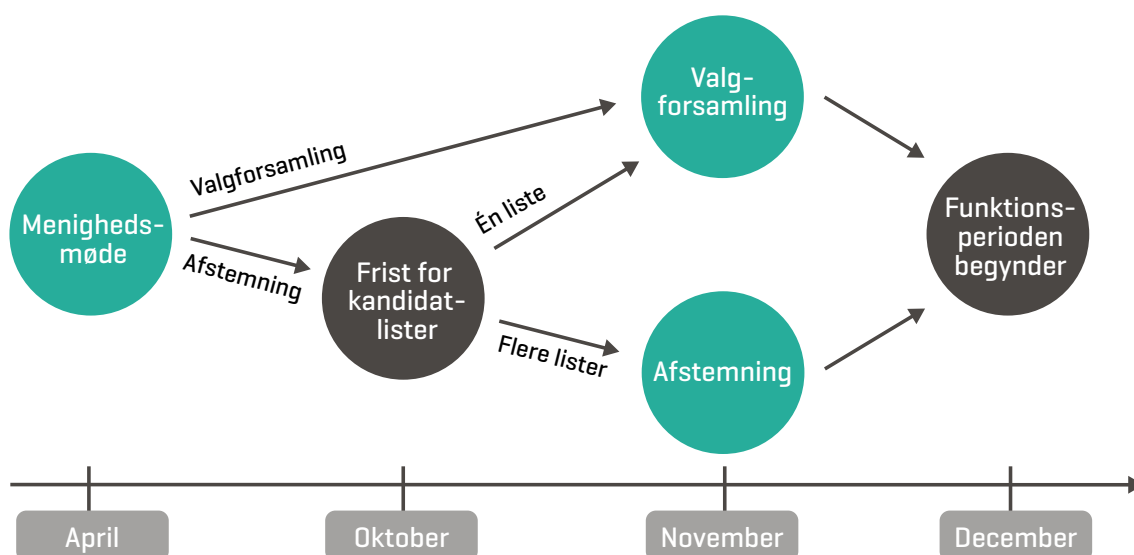 Menigheds-
møde
Valgforsamling
Afstemning
Frist for
kandidat-
lister
Én liste
Flere lister
Valg-
forsamling
Afstemning
Funktions-
perioden
begynder
April
Oktober
November
December